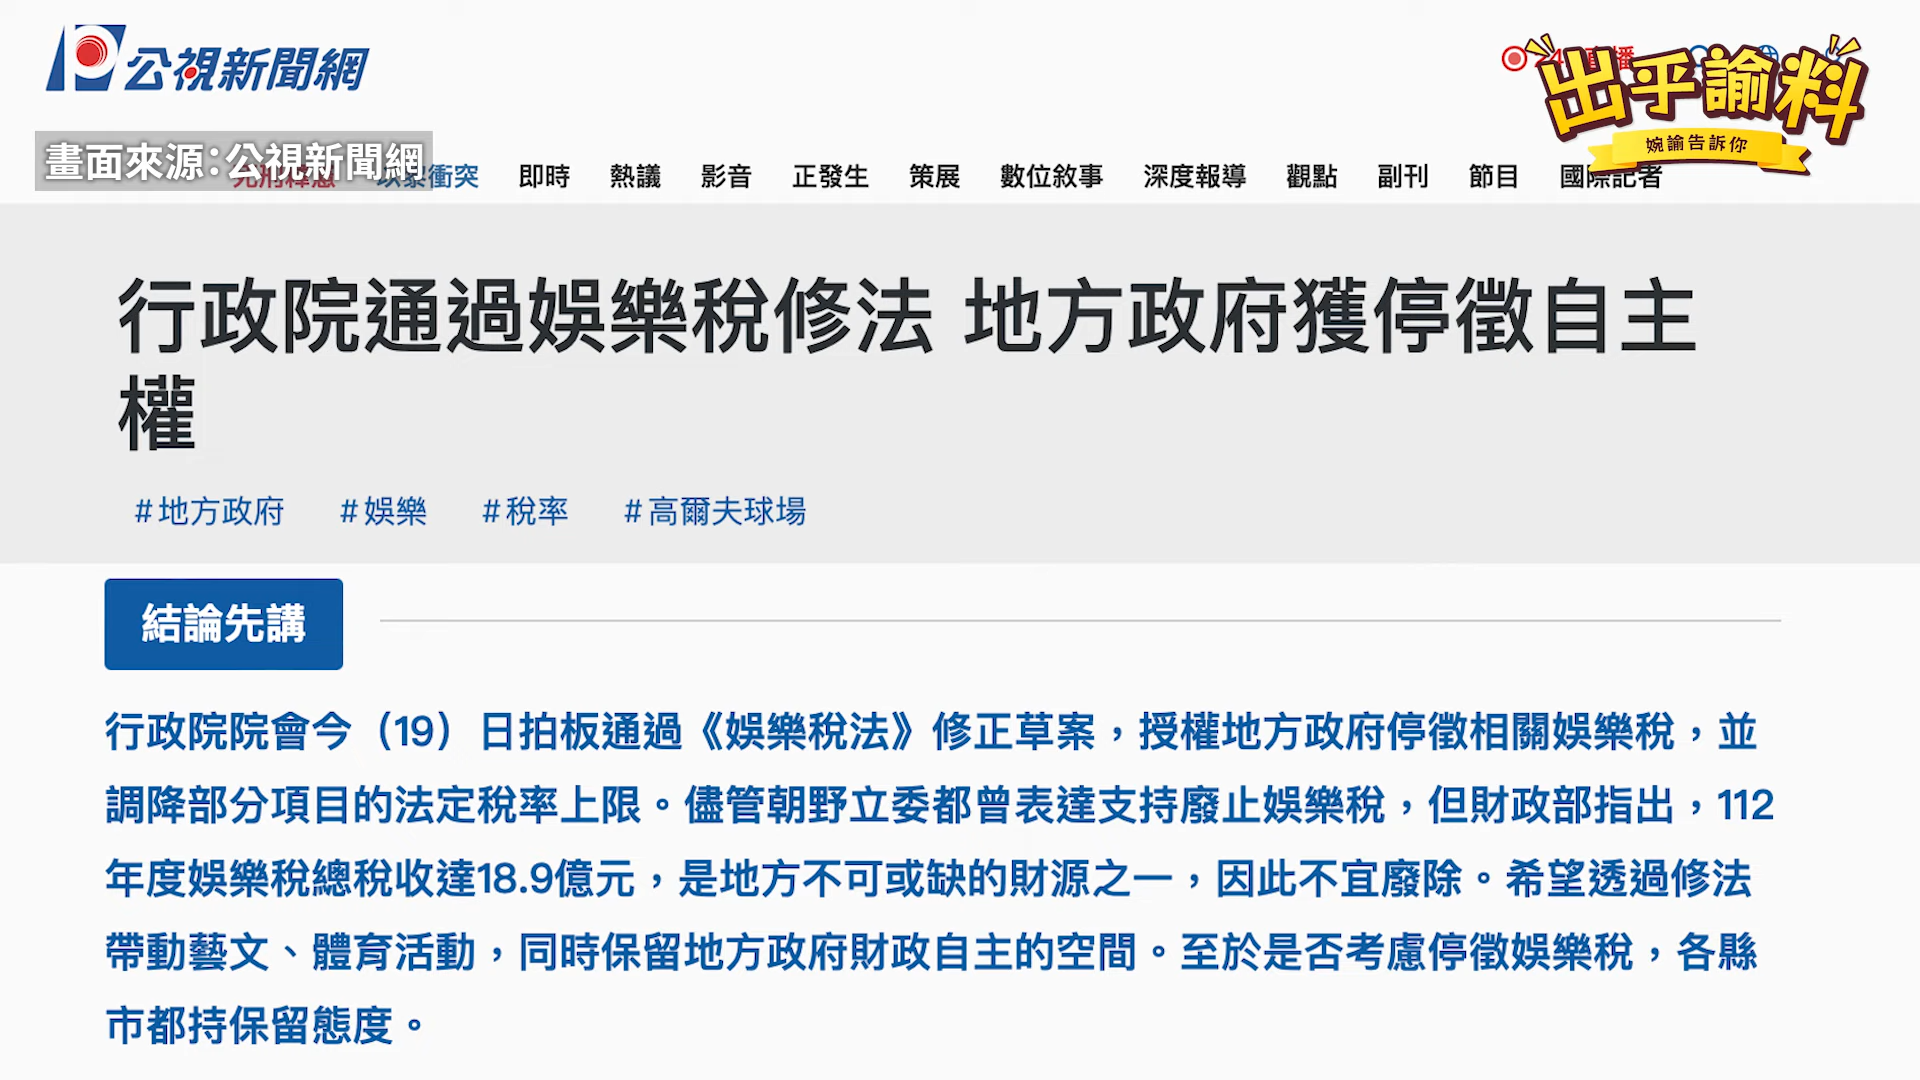 公視新聞網
出乎諭料
婉諭告訴你
畫面來源：公視新聞網
衝突 即時 熱議 影音 正發生 策展 數位敘事 深度報導 觀點 副刊 節目 國際記者
行政院通過娛樂稅修法 地方政府獲停徵自主
權
#地方政府 #娛樂 #稅率 #高爾夫球場
結論先講
行政院院會今（19）日拍板通過《娛樂稅法》修正草案，授權地方政府停徵相關娛樂稅，並
調降部分項目的法定稅率上限。儘管朝野立委都曾表達支持廢止娛樂稅，但財政部指出，112
年度娛樂稅總稅收達18.9億元，是地方不可或缺的財源之一，因此不宜廢除。希望透過修法
帶動藝文、體育活動，同時保留地方政府財政自主的空間。至於是否考慮停徵娛樂稅，各縣
市都持保留態度。